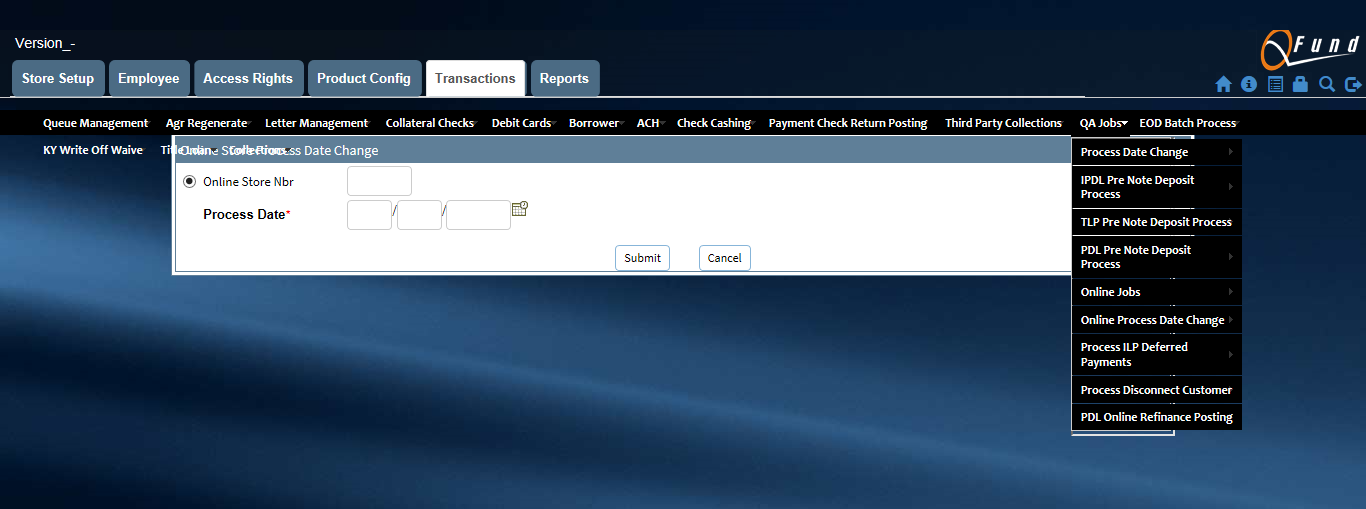 Version_-
QFund
Store Setup Employee Access Rights Product Config Transactions Reports
Queue Management Agr Regenerate Letter Management Collateral Checks Debit Cards Borrower ACH Check Cashing Payment Check Return Posting Third Party Collections QA Jobs EOD Batch Process
KY Write Off Waive Title Loan Collections
Online Store Process Date Change
Online Store Nbr
Process Date*
/ /
Submit Cancel
Process Date Change
IPDL Pre Note Deposit
Process
TLP Pre Note Deposit Process
PDL Pre Note Deposit
Process
Online Jobs
Online Process Date Change
Process ILP Deferred
Payments
Process Disconnect Customer
PDL Online Refinance Posting